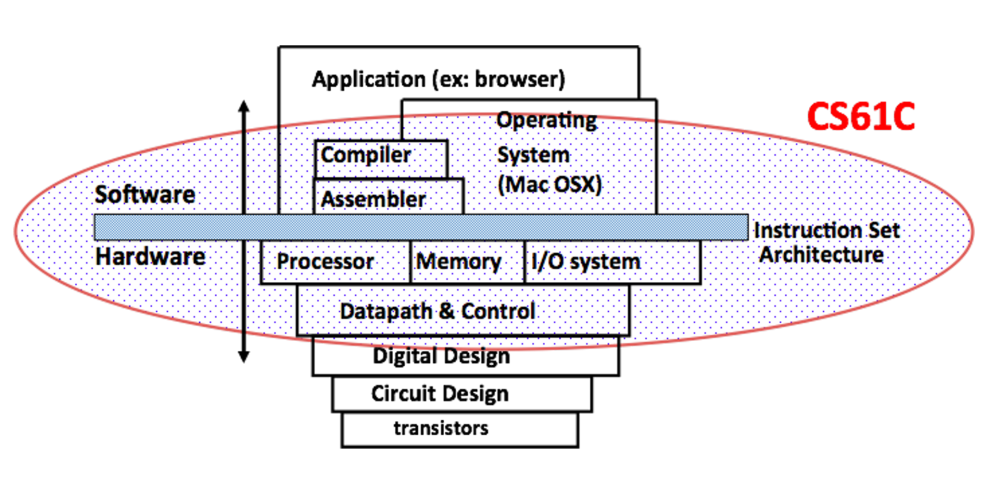 Application (ex: browser)
CS61C
Operating
System
(Mac OSX)
Compiler
Assembler
Software
Instruction Set
Architecture
Hardware
Processor
Memory
I/O system
Datapath & Control
Digital Design
Circuit Design
transistors